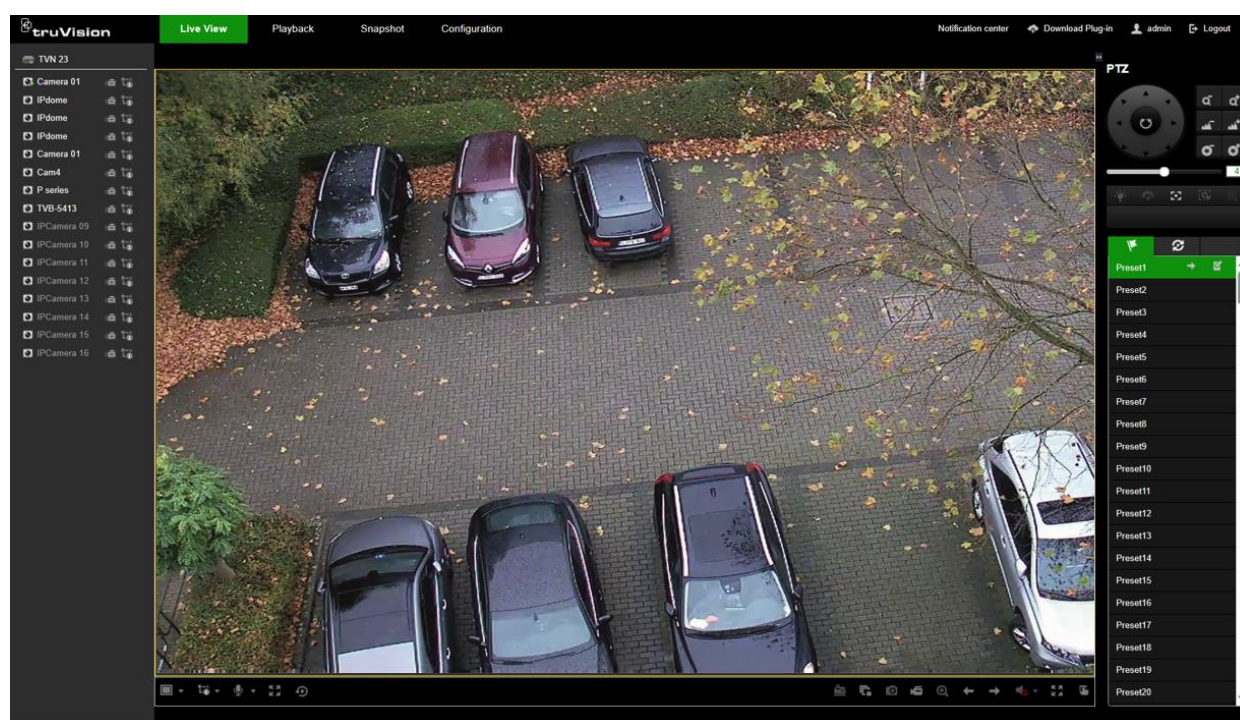 truVision
Live View
Playback
Snapshot
Configuration
Notification center
Download Plug-in
admin
Logout
TVN 23
Camera 01
IPdome
IPdome
IPdome
Camera 01
Cam4
P series
TVB-5413
IPCamera 09
IPCamera 10
IPCamera 11
IPCamera 12
IPCamera 13
IPCamera 14
IPCamera 15
IPCamera 16
PTZ
4
Preset1
Preset2
Preset3
Preset4
Preset5
Preset6
Preset7
Preset8
Preset9
Preset10
Preset11
Preset12
Preset13
Preset14
Preset15
Preset16
Preset17
Preset18
Preset19
Preset20